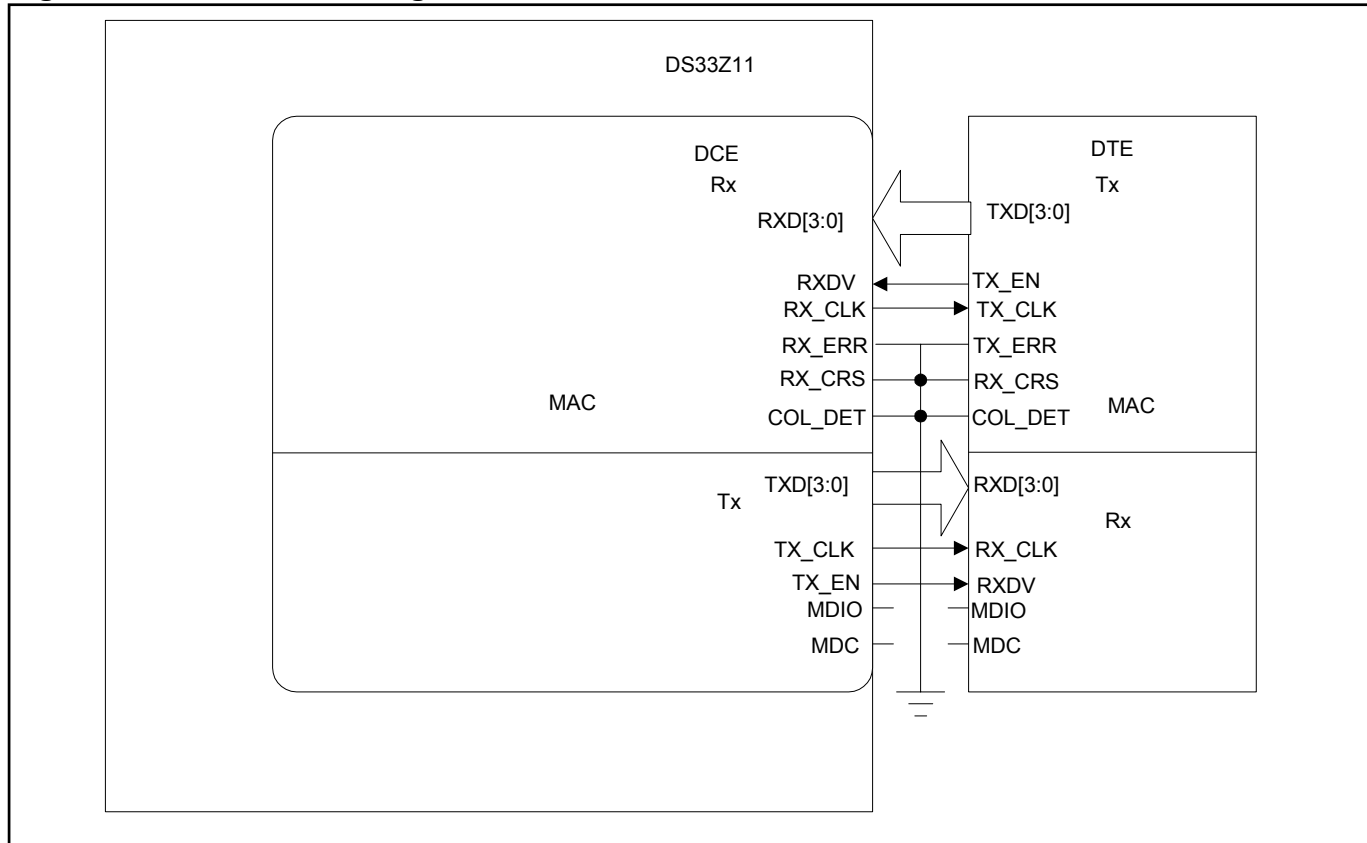 DS33Z11
DCE
Rx
RXD[3:0]
RXDV
RX_CLK
RX_ERR
RX_CRS
COL_DET
MAC
TXD[3:0]
Tx
TX_CLK
TX_EN
MDIO
MDC
DTE
Tx
TXD[3:0]
TX_EN
TX_CLK
TX_ERR
RX_CRS
COL_DET
MAC
RXD[3:0]
Rx
RX_CLK
RXDV
MDIO
MDC